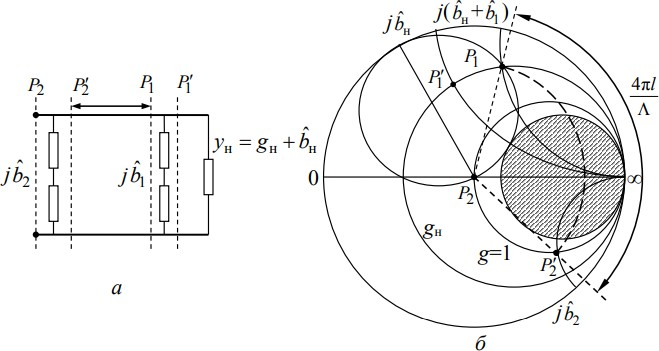 P₂ P₂′ P₁ P₁′
jb̂₂
jb̂₁
yн = gн + b̂н
а
jb̂н
j(b̂н+b̂₁)
P₁
P₁′
4πl
Λ
0
∞
P₂
gн
g=1
P₂′
jb̂₂
б